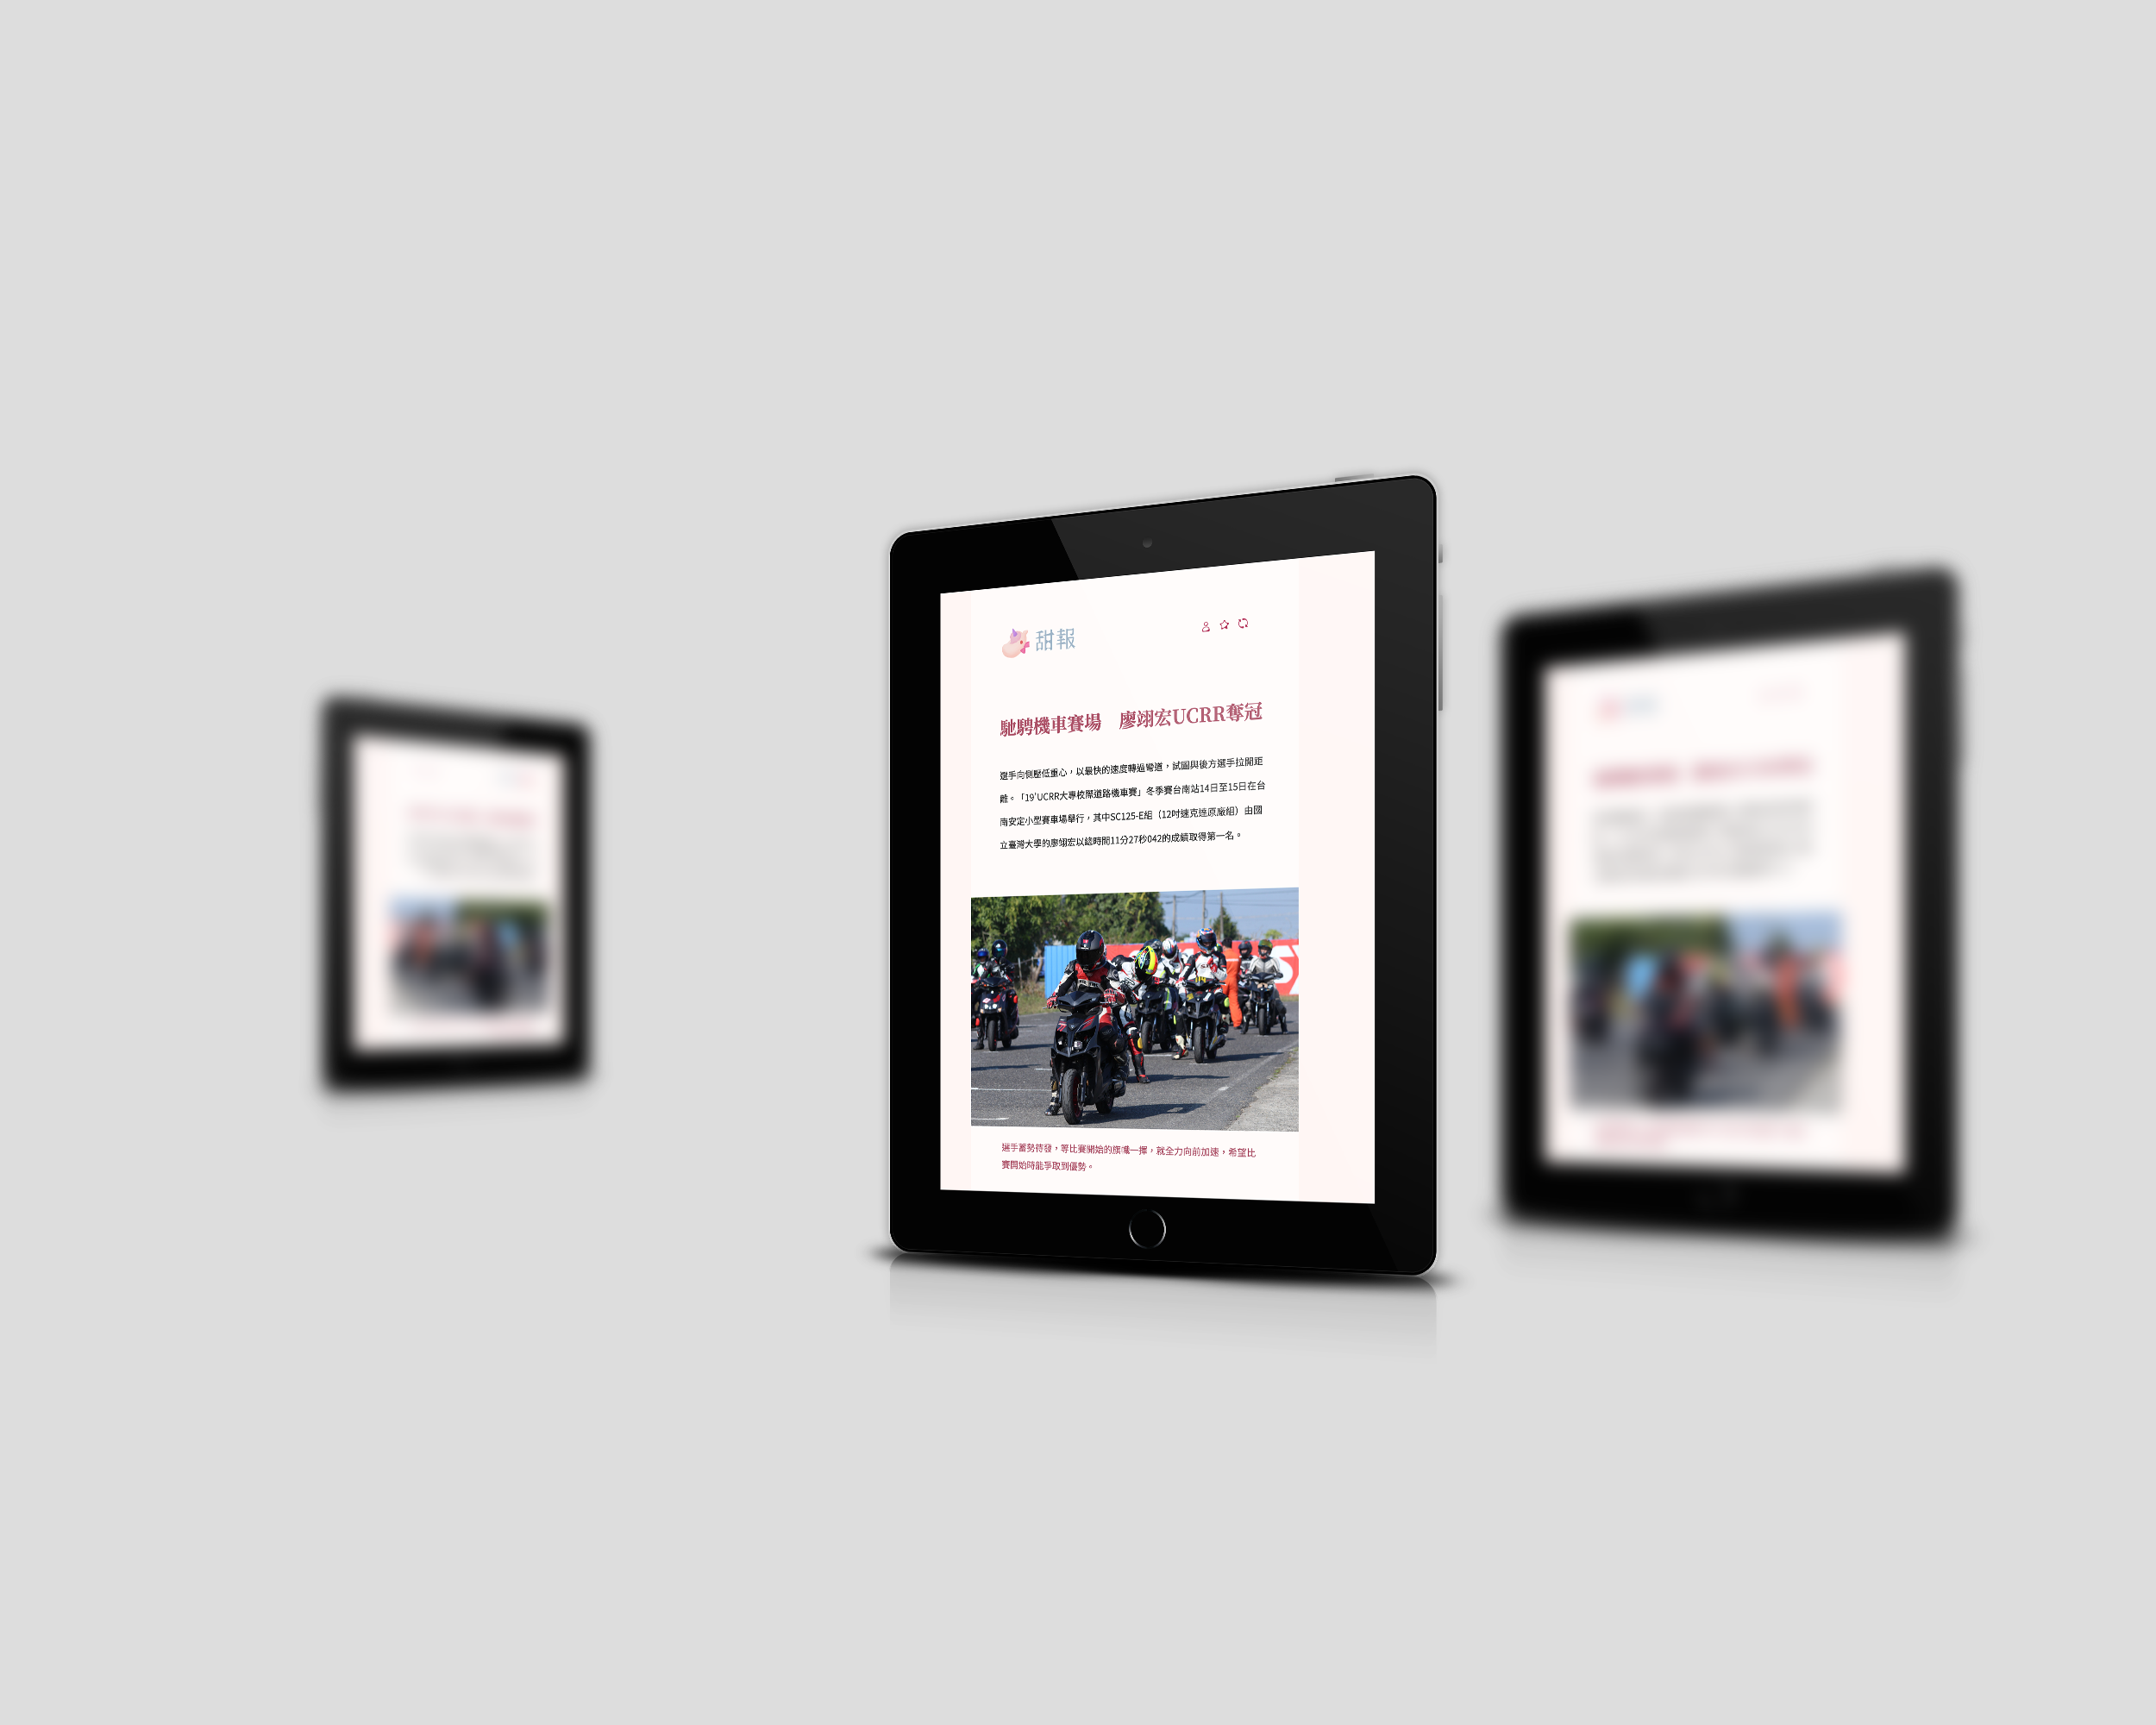 甜報
馳騁機車賽場　廖翊宏UCRR奪冠
選手向側壓低重心，以最快的速度轉過彎道，試圖與後方選手拉開距
離。「19'UCRR大專校際道路機車賽」冬季賽台南站14日至15日在台
南安定小型賽車場舉行，其中SC125-E組（12吋速克達原廠組）由國
立臺灣大學的廖翊宏以總時間11分27秒042的成績取得第一名。
選手蓄勢待發，等比賽開始的旗幟一揮，就全力向前加速，希望比
賽開始時能爭取到優勢。